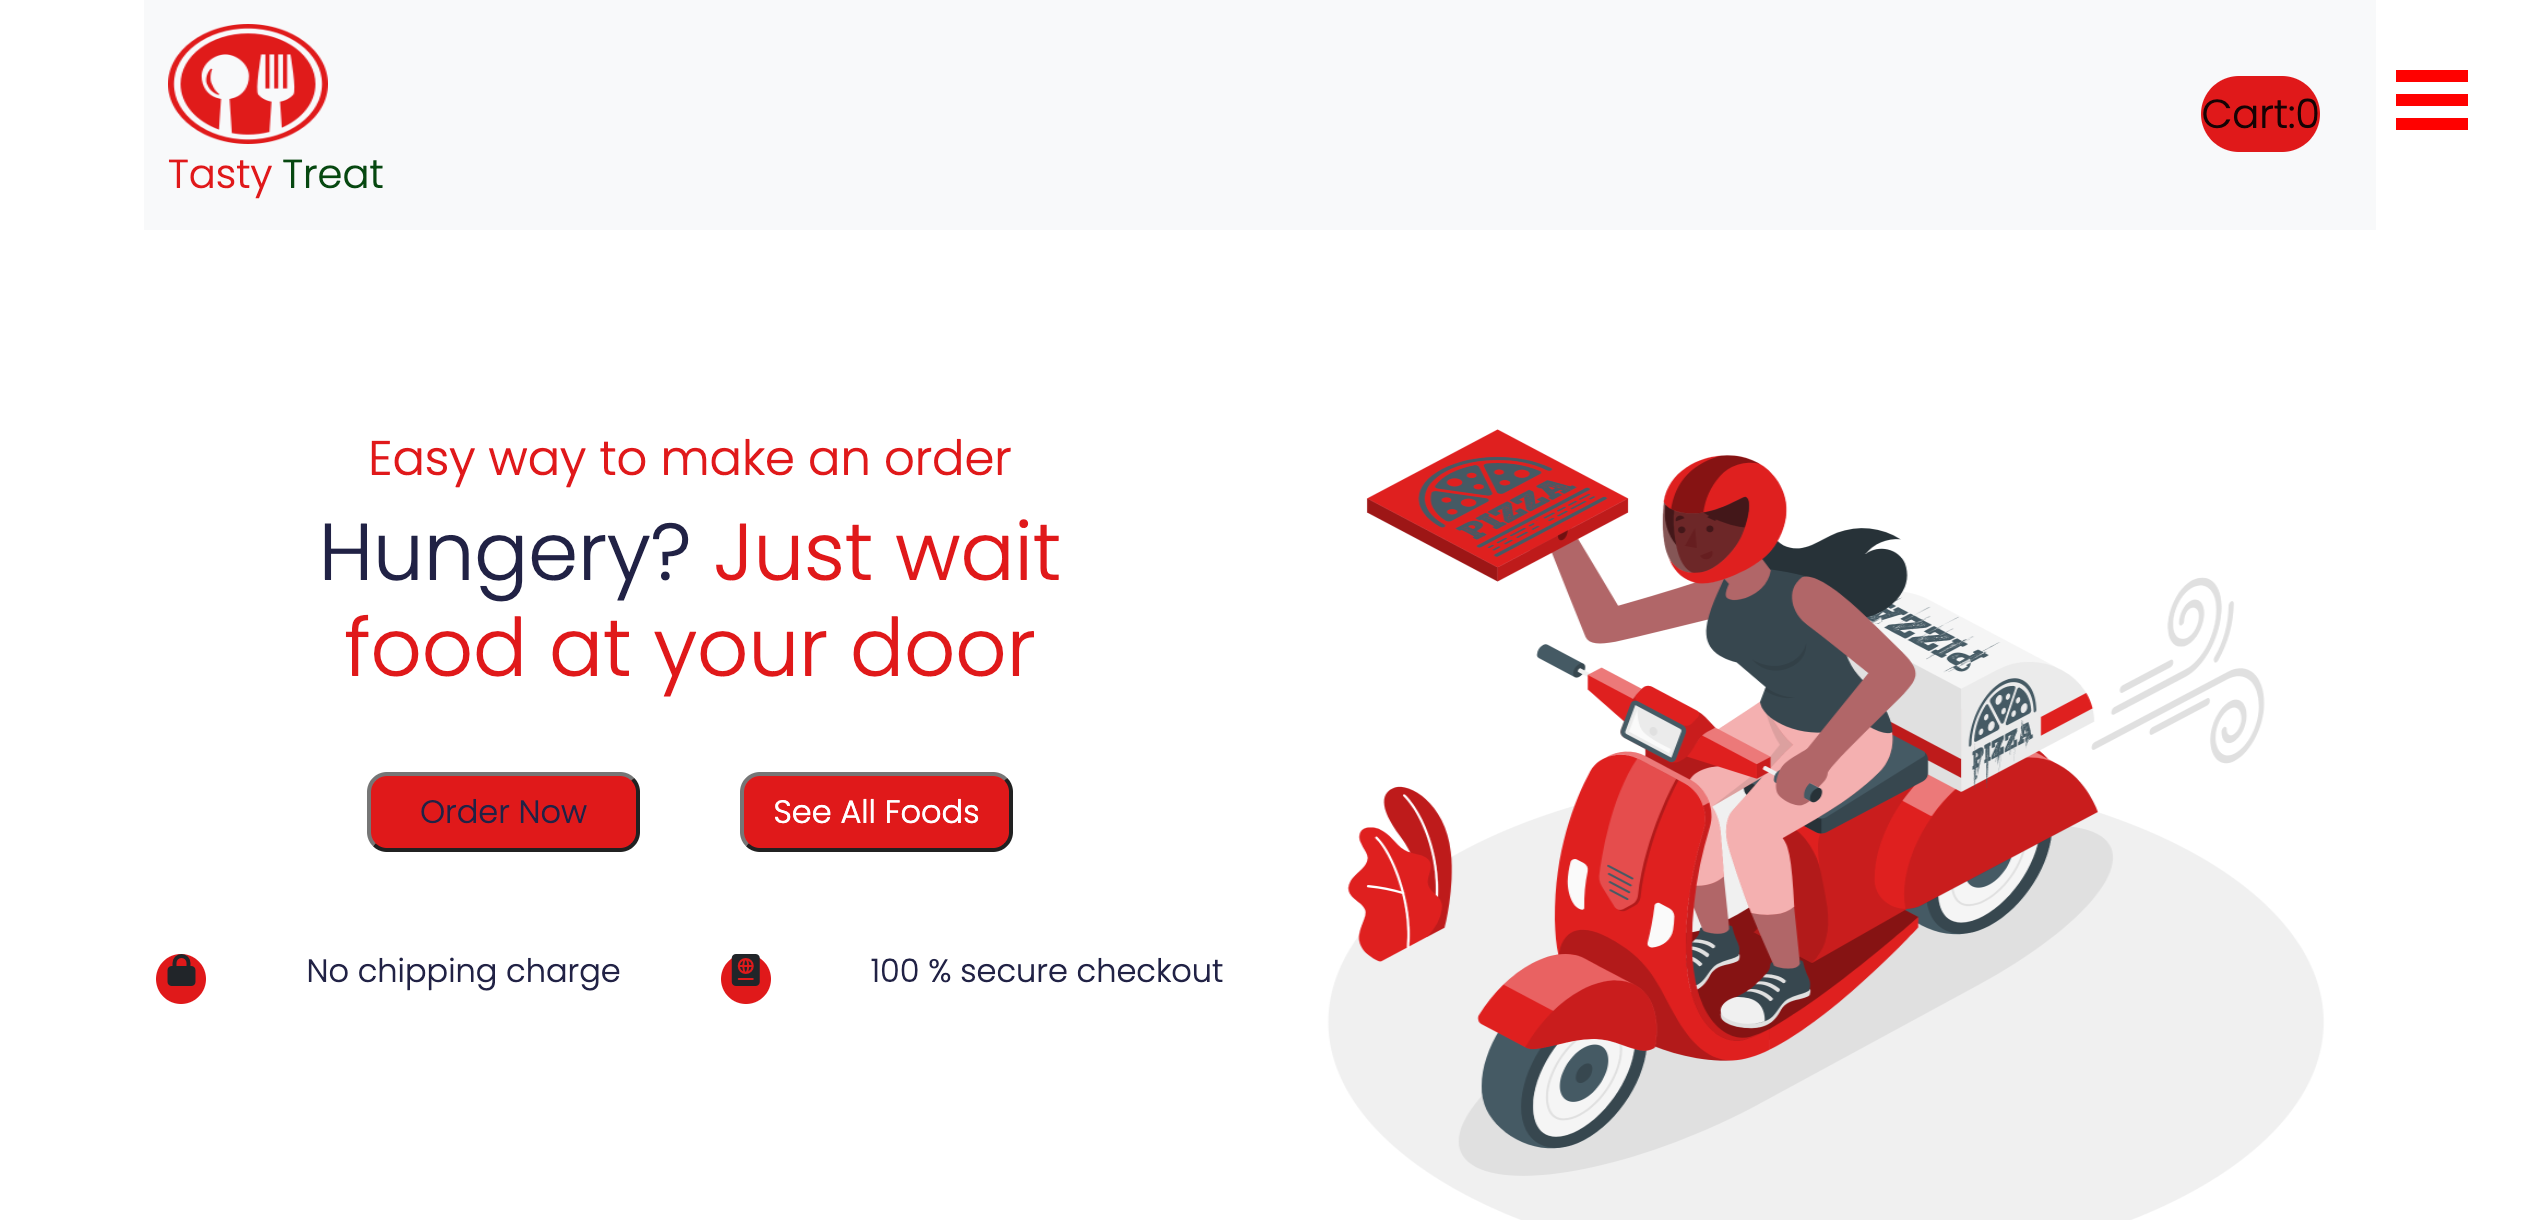 Tasty Treat
Cart:0
Easy way to make an order
Hungery? Just wait
food at your door
Order Now
See All Foods
No chipping charge
100 % secure checkout
PIZZA
PIZZA
PIZZA